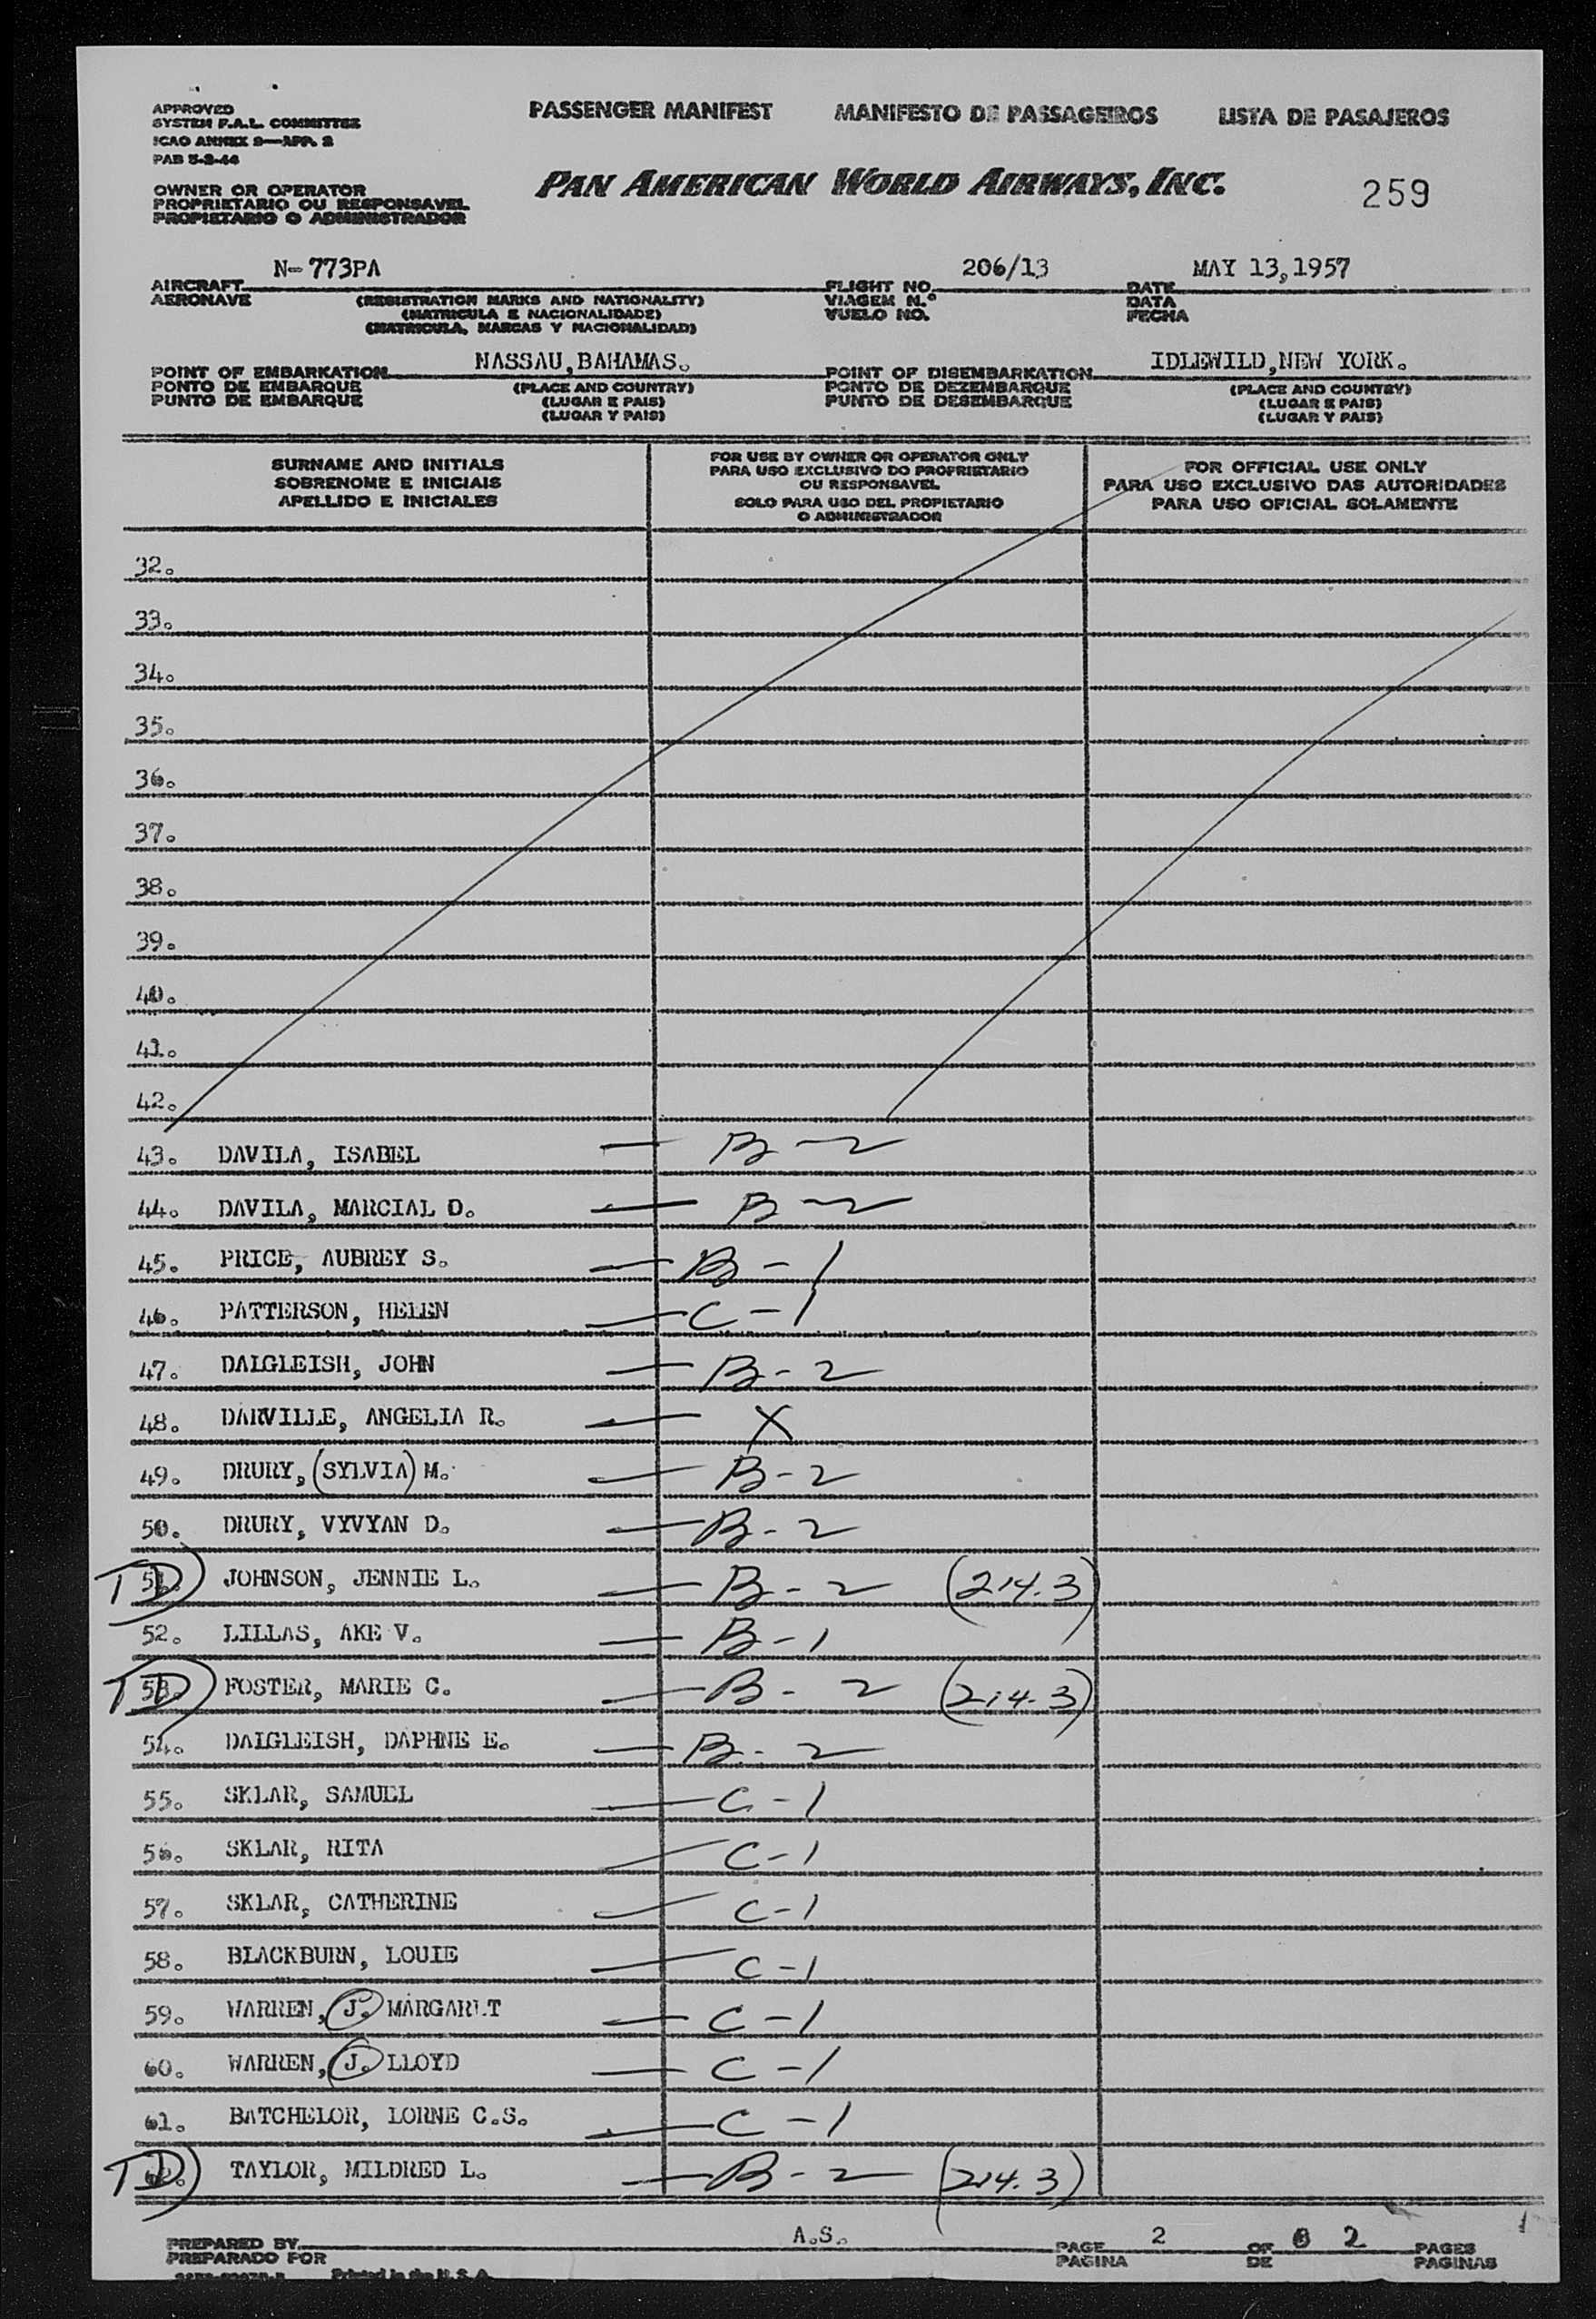 APPROVED
SYSTEM F.A.L. COMMITTEE
ICAO ANNEX 9—APP. 2
PAB 5-2-44
PASSENGER MANIFEST MANIFESTO DE PASSAGEIROS LISTA DE PASAJEROS
PAN AMERICAN WORLD AIRWAYS, INC.
259
OWNER OR OPERATOR
PROPRIETARIO OU RESPONSAVEL
PROPIETARIO O ADMINISTRADOR
N-773PA 206/13 MAY 13,1957
AIRCRAFT FLIGHT NO. DATE
AERONAVE (REGISTRATION MARKS AND NATIONALITY) VIAGEM N.º DATA
(MATRICULA E NACIONALIDADE) VUELO NO. FECHA
(MATRICULA, MARCAS Y NACIONALIDAD)
NASSAU,BAHAMAS. IDLEWILD,NEW YORK.
POINT OF EMBARKATION POINT OF DISEMBARKATION
PONTO DE EMBARQUE (PLACE AND COUNTRY) PONTO DE DEZEMBARQUE (PLACE AND COUNTRY)
PUNTO DE EMBARQUE (LUGAR E PAIS) PUNTO DE DESEMBARQUE (LUGAR E PAIS)
(LUGAR Y PAIS) (LUGAR Y PAIS)
SURNAME AND INITIALS
SOBRENOME E INICIAIS
APELLIDO E INICIALES
FOR USE BY OWNER OR OPERATOR ONLY
PARA USO EXCLUSIVO DO PROPRIETARIO
OU RESPONSAVEL
SOLO PARA USO DEL PROPIETARIO
O ADMINISTRADOR
FOR OFFICIAL USE ONLY
PARA USO EXCLUSIVO DAS AUTORIDADES
PARA USO OFICIAL SOLAMENTE
32.
33.
34.
35.
36.
37.
38.
39.
40.
41.
42.
43. DAVILA, ISABEL — B-2
44. DAVILA, MARCIAL D. — B-2
45. PRICE, AUBREY S. — B-1
46. PATTERSON, HELEN — C-1
47. DALGLEISH, JOHN — B-2
48. DARVILLE, ANGELIA R. — X
49. DRURY, (SYLVIA) M. — B-2
50. DRURY, VYVYAN D. — B-2
TD 51. JOHNSON, JENNIE L. — B-2 (214.3)
52. LILLAS, AKE V. — B-1
TD 53. FOSTER, MARIE C. — B-2 (214.3)
54. DALGLEISH, DAPHNE E. — B-2
55. SKLAR, SAMUEL — C-1
56. SKLAR, RITA — C-1
57. SKLAR, CATHERINE — C-1
58. BLACKBURN, LOUIE — C-1
59. WARREN, J. MARGARET — C-1
60. WARREN, J. LLOYD — C-1
61. BATCHELOR, LORNE C.S. — C-1
TD 62. TAYLOR, MILDRED L. — B-2 (214.3)
PREPARED BY A.S. PAGE 2 OF 2 PAGES
PREPARADO POR PAGINA DE PAGINAS
Printed in the U.S.A.